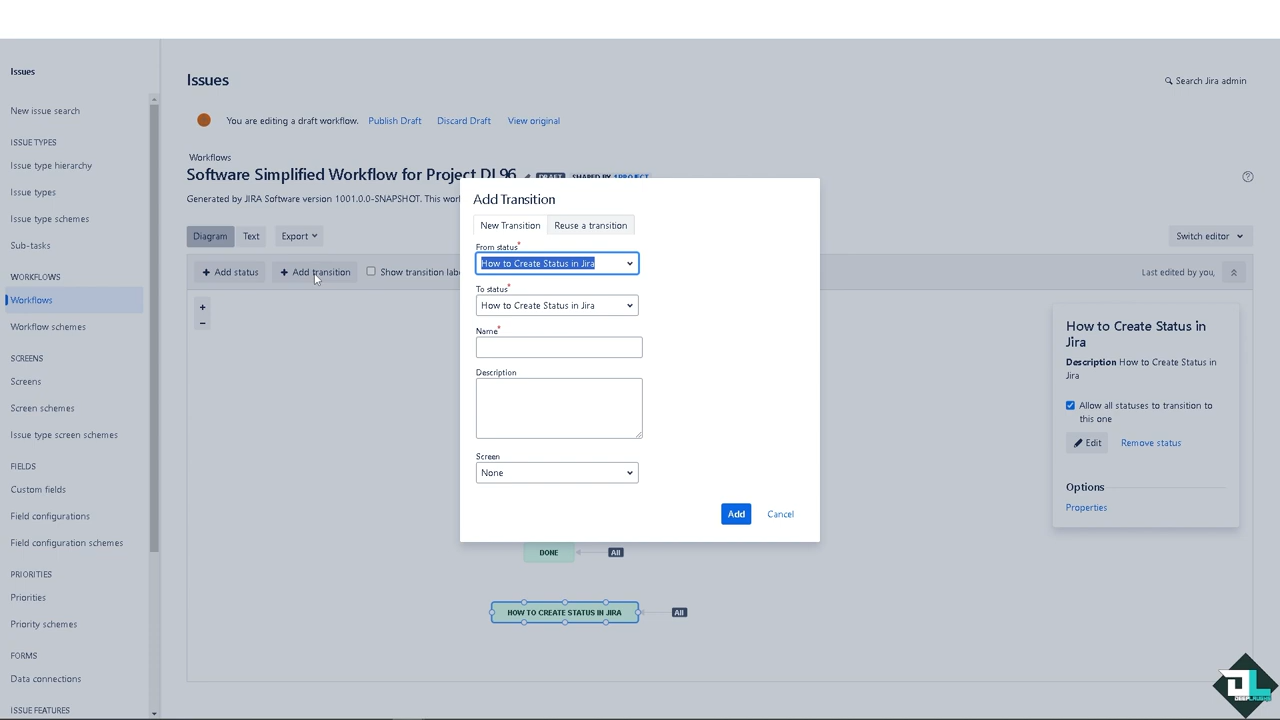 Issues
New issue search
ISSUE TYPES
Issue type hierarchy
Issue types
Issue type schemes
Sub-tasks
WORKFLOWS
Workflows
Workflow schemes
SCREENS
Screens
Screen schemes
Issue type screen schemes
FIELDS
Custom fields
Field configurations
Field configuration schemes
PRIORITIES
Priorities
Priority schemes
FORMS
Data connections
ISSUE FEATURES
Issues
Search Jira admin
You are editing a draft workflow. Publish Draft Discard Draft View original
Workflows
Software Simplified Workflow for Project DL96 DRAFT SHARED BY 1 PROJECT
Generated by JIRA Software version 1001.0.0-SNAPSHOT. This
Diagram Text Export
Switch editor
+ Add status + Add transition Show transition
Last edited by you,
+
−
Add Transition
New Transition Reuse a transition
From status*
How to Create Status in Jira
To status*
How to Create Status in Jira
Name*
Description
Screen
None
Add Cancel
DONE All
HOW TO CREATE STATUS IN JIRA All
How to Create Status in
Jira
Description How to Create Status in
Jira
Allow all statuses to transition to
this one
Edit Remove status
Options
Properties
DL